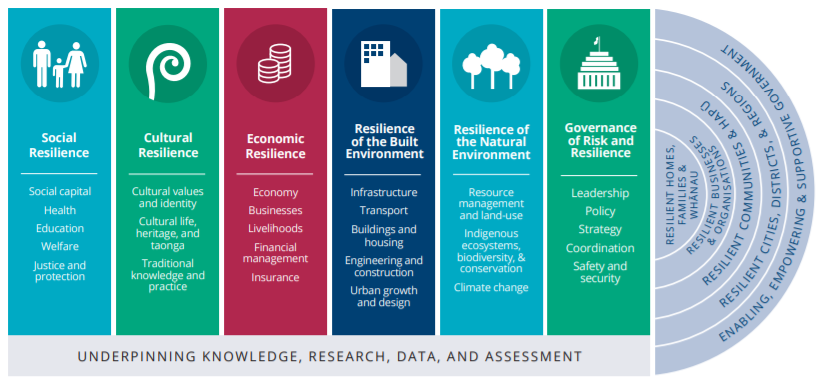 Social
Resilience
Social capital
Health
Education
Welfare
Justice and
protection
Cultural
Resilience
Cultural values
and identity
Cultural life,
heritage, and
taonga
Traditional
knowledge and
practice
Economic
Resilience
Economy
Businesses
Livelihoods
Financial
management
Insurance
Resilience
of the Built
Environment
Infrastructure
Transport
Buildings and
housing
Engineering and
construction
Urban growth
and design
Resilience of
the Natural
Environment
Resource
management
and land-use
Indigenous
ecosystems,
biodiversity, &
conservation
Climate change
Governance
of Risk and
Resilience
Leadership
Policy
Strategy
Coordination
Safety and
security
RESILIENT HOMES,
FAMILIES &
WHĀNAU
RESILIENT BUSINESSES
& ORGANISATIONS
RESILIENT COMMUNITIES & HAPŪ
RESILIENT CITIES, DISTRICTS, & REGIONS
ENABLING, EMPOWERING & SUPPORTIVE GOVERNMENT
UNDERPINNING KNOWLEDGE, RESEARCH, DATA, AND ASSESSMENT